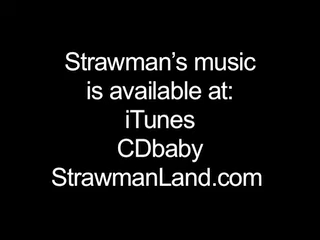 Strawman’s music
is available at:
iTunes
CDbaby
StrawmanLand.com